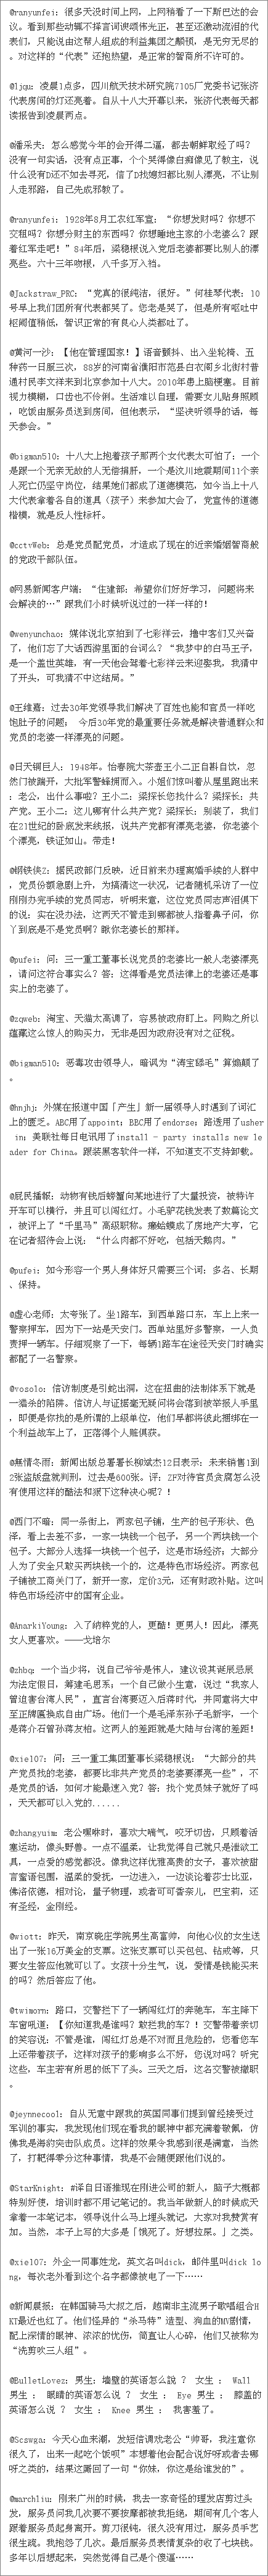 @ranyunfei: 很多天没时间上网，上网稍看了一下斯巴达的会
议。看到那些动辄不择言词谀颂伟光正，甚至还激动流泪的代
表们，只能说由这帮人组成的利益集团之颟顸，是无穷无尽的
。对这样的“代表”还抱热望，是正常的智商所不许可的。
@ljqu: 凌晨1点多，四川航天技术研究院7105厂党委书记张济
代表房间的灯还亮着。自从十八大开幕以来，张济代表每天都
读报告到凌晨两点。
@潘采夫: 怎么感觉今年的会开得二逼，都去朝鲜取经了吗？
没有一句实话，没有点正事，个个哭得像自痴像见了教主，说
什么没有D还不如去寻死，信了D找媳妇都比别人漂亮，不让别
人走邪路，自己先成邪教了。
@ranyunfei: 1928年8月工农红军宣：“你想发财吗？你想不
交租吗？你想分财主的东西吗？你想睡地主家的小老婆么？跟
着红军走吧！”84年后，梁稳根说入党后老婆都要比别人的漂
亮些。六十三年吻根，八千多万入裆。
@Jackstraw_PRC: “党真的很纯洁，很好。”何桂琴代表：10
号早上我们团所有代表都哭了。您老是哭了，但是所有呕吐中
枢阈值稍低，智识正常的有良心人类都吐了。
@黄河一沙: 【他在管理国家！】语音颤抖、出入坐轮椅、五
种药一日服三次，88岁的河南省濮阳市范县白衣阁乡北街村普
通村民李文祥来到北京参加十八大。2010年患上脑梗塞。目前
视力模糊，口齿也不伶俐。生活难以自理，需要女儿贴身照顾
，吃饭由服务员送到房间，但他表示，“坚决听领导的话，每
天参会。”
@bigman510: 十八大上抱着孩子那两个女代表太可怕了：一个
是跟一个无亲无故的人无偿捐肝，一个是这从川地震期间11个亲
人死亡仍坚守岗位，结果她们都成了道德模范，如今当上十八
大代表拿着各自的道具（孩子）来参加大会了，党宣传的道德
楷模，就是反人性标杆。
@cctvWeb: 总是党员配党员，才造成了现在的近亲婚姻智商般
的党政干部队伍。
@网易新闻客户端: “住建部：希望你们好好学习，问题将来
会解决的…”跟我们小时候听说过的一样一样的！
@wenyunchao: 媒体说北京拍到了七彩祥云，撸中客们又兴奋
了，他们忘了大话西游里面的台词么？“我梦中的白马王子，
是一个盖世英雄，有一天他会驾着七彩祥云来迎娶我，我猜中
了开头，可我猜不中这结局。”
@王维嘉: 过去30年党领导我们解决了百姓也能和官员一样吃
饱肚子的问题； 今后30年党的最重要任务就是解决普通群众和
党员的老婆一样漂亮的问题。
@日天铜巨人: 1948年。怡春院大茶壶王小二正自斟自饮，忽
然门被踹开，大批军警蜂拥而入。小姐们惊叫着从屋里跑出来
：老公，出什么事啦？王小二：梁探长您找什么？梁探长：共
产党。王小二：这儿哪有什么共产党？梁探长：别装了，我们
在21世纪的卧底发来线报，说共产党都有漂亮老婆，你老婆个
个漂亮，铁证如山。带走！
@钢铁侠2: 据民政部门反映，近日前来办理离婚手续的人群中
，党员份额急剧上升，为搞清这一状况，记者随机采访了一位
刚刚办完手续的党员同志，听明来意，这位党员同志声泪俱下
的说：实在没办法，这两天不管走到哪都被人指着鼻子问，你
丫到底是不是党员啊？瞅你老婆长的那样。
@pufei: 问：三一重工董事长说党员的老婆比一般人老婆漂亮
，请问这符合事实么？答：这得看是党员法律上的老婆还是事
实上的老婆了。
@zqweb: 淘宝、天猫太高调了，容易被政府盯上。网购之所以
蕴藏这么惊人的购买力，无非是因为政府没有对之征税。
@bigman510: 恶毒攻击领导人，暗讽为“涛宝舔毛”算煽颠了
。
@hnjhj: 外媒在报道中国「产生」新一届领导人时遇到了词汇
上的匮乏。ABC用了appoint；BBC用了endorse；路透用了usher
in；美联社每日电讯用了install - party installs new le
ader for China。跟装黑客软件一样，不知道支不支持卸载。
@屁民播報: 动物有钱后螃蟹向某地进行了大量投资，被特许
开车可以横行，并且可以闯红灯。小毛驴花钱发表了数篇论文
，被评上了“千里马”高级职称。癞蛤蟆成了房地产大亨，它
在记者招待会上说：“什么肉都不好吃，包括天鹅肉。”
@pufei: 如今形容一个男人身体好只需要三个词：多名、长期
、保持。
@虚心老师: 太夸张了。坐1路车，到西单路口东，车上上来一
警察押车，因为下一站是天安门。西单站里好多警察，一人负
责押一辆车。仔细观察了一下，每辆1路车在途径天安门时确实
都配了一名警察。
@vosolo: 信访制度是引蛇出洞，这在扭曲的法制体系下就是
一猎杀的陷阱。信访人与证据毫无疑问将会落到被举报人手里
，即便是你找的是所谓的上级单位，他们早都将彼此捆绑在一
个利益战车上了，正落得个人赃俱获。
@無情冬雨: 新闻出版总署署长柳斌杰12日表示：未来销售1到
2张盗版盘就判刑，过去是600张。评：ZF对待官员贪腐怎么没
有使用这样的酷法和淑下这种决心呢？！
@西门不暗: 同一条街上，两家包子铺，生产的包子形状、色
泽，看上去差不多，一家一块钱一个包子，另一个两块钱一个
包子。大部分人选择一块钱一个包子，这是市场经济；大部分
人为了安全只敢买两块钱一个的，这是特色市场经济。两家包
子铺被工商关门了，新开一家，定价3元，还有财政补贴。这叫
特色市场经济中的国有企业。
@AnarkiYoung: 入了纳粹党的人，更酷！更男人！因此，漂亮
女人更喜欢。——戈培尔
@zhbq: 一个当少将，说自己爷爷是伟人，建议设其诞辰忌辰
为法定假日，筹建毛思系；一个自己做小生意，说过“我家人
曾迫害台湾人民”，直言台湾要迈入后蒋时代，并同意将大中
至正牌匾换成自由广场。他们一个是毛泽东孙子毛新宇，一个
是蒋介石曾孙蒋友柏。这两人的差距就是大陆与台湾的差距！
@xie107: 问：三一重工集团董事长梁稳根说：“大部分的共
产党员找的老婆，都要比非共产党员的老婆要漂亮一些”，不
是党员的话，如何才能最速入党？答：找个党员妹子就好了吗
，天天都可以入党的......
@zhangyuim: 老公嘿咻时，喜欢大喘气，咬牙切齿，只顾着活
塞运动，像头野兽。一点不温柔，让我觉得自己就只是泄欲工
具，一点爱的感觉都没。像我这样优雅高贵的女子，喜欢被甜
言蜜语包围，温柔的爱抚，一边进入，一边谈论着莎士比亚，
佛洛依德，相对论，量子物理，或者可可香奈儿，巴宝莉，还
有圣经，金刚经。
@wiott: 昨天，南京晓庄学院男生高富帅，向他心仪的女生送
出了一张16万美金的支票。这张支票可以买包包、钻戒等，只
要女生答应他就可以了。女孩十分生气，说，爱情是钱能买来
的吗？然后答应了他。
@twimorn: 路口，交警拦下了一辆闯红灯的奔驰车，车主降下
车窗吼道:【你知道我是谁吗？敢拦我的车？！交警带着亲切
的笑容说：不管是谁，闯红灯总是不对而且危险的，您看您车
上还带着孩子，这样对孩子的影响多么不好，您说对吗？听完
这些，车主若有所思的低下了头。三天之后，这名交警被撤职
。
@jeynnecool: 自从无意中跟我的英国同事们提到曾经接受过
军训的事实，我发现他们现在看我的眼神中都充满着敬佩，仿
佛我是海豹突击队成员。这样的效果令我感到很是满意，当然
了，打靶得零分这种事情，我是不会随便跟他们说的。
@StarKnight: #译自日语推现在刚进公司的新人，脑子大概都
特别好使，培训时都不用记笔记的。我当年做新人的时候成天
拿着一本笔记本，领导说什么马上埋头就记，大家对我赞赏有
加。当然，本子上写的大多是「饿死了。好想拉屎。」之类。
@xie107: 外企一同事姓龙，英文名叫dick，邮件里叫dick lo
ng，每次老外看到这个名字都像被电了一下……
@新闻晨报: 在韩国骑马大叔之后，越南非主流男子歌唱组合H
KT最近也红了。他们怪异的“杀马特”造型、狗血的MV剧情，
配上深情的眼神、浓浓的忧伤，简直让人心碎，他们又被称为
“洗剪吹三人组”。
@BulletLovez: 男生：墙壁的英语怎么說 ？ 女生 ： Wall
男生 ： 眼睛的英语怎么说 ？ 女生 ： Eye 男生 ： 膝盖的
英语怎么说 ？ 女生 ： Knee 男生 ： 我害羞了。
@Scswga: 今天心血来潮，发短信调戏老公“帅哥，我注意你
很久了，出来一起吃个饭呗”本想着他会配合说好呀或者去哪
呀之类的，结果这厮回了一句“你妹，你这是给谁发的”。
@marchliu: 刚来广州的时候，我去一家奇怪的理发店剪过头
发，服务员问我几次要不要按摩都被我拒绝，期间有几个客人
跟着服务员起身离开。剪刀很钝，很久没有用过，服务员手艺
很生疏。我抱怨了几次。最后服务员表情复杂的收了七块钱。
多年以后想起来，突然觉得自己是个傻逼……